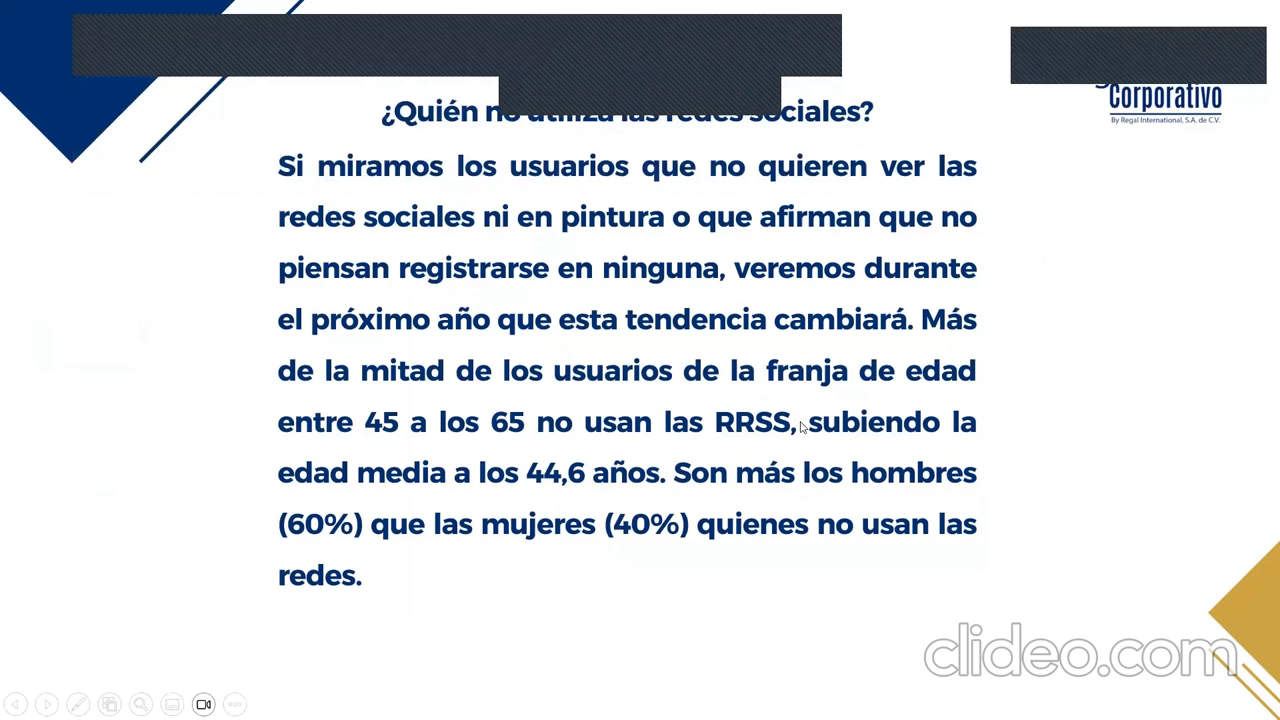 ¿Quién no utiliza las redes sociales?
Corporativo
By Regal International, S.A. de C.V.
Si miramos los usuarios que no quieren ver las
redes sociales ni en pintura o que afirman que no
piensan registrarse en ninguna, veremos durante
el próximo año que esta tendencia cambiará. Más
de la mitad de los usuarios de la franja de edad
entre 45 a los 65 no usan las RRSS, subiendo la
edad media a los 44,6 años. Son más los hombres
(60%) que las mujeres (40%) quienes no usan las
redes.
clideo.com